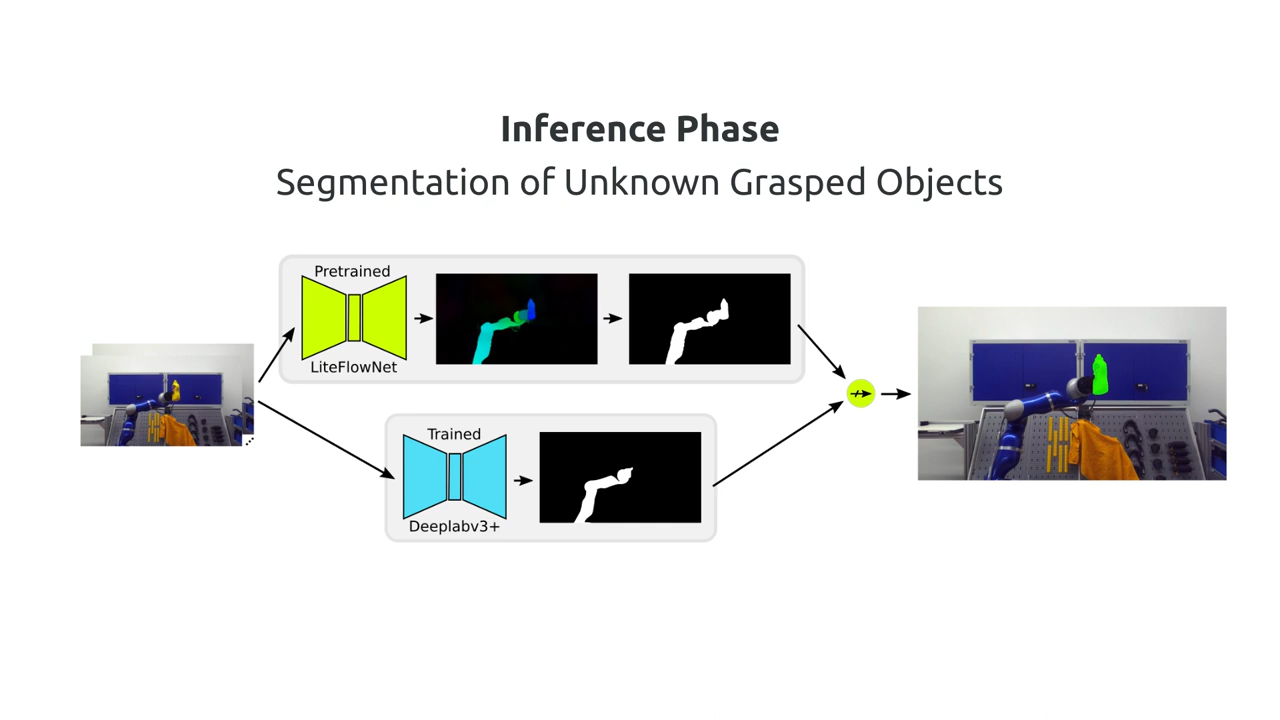 Inference Phase
Segmentation of Unknown Grasped Objects
Pretrained
LiteFlowNet
Trained
Deeplabv3+